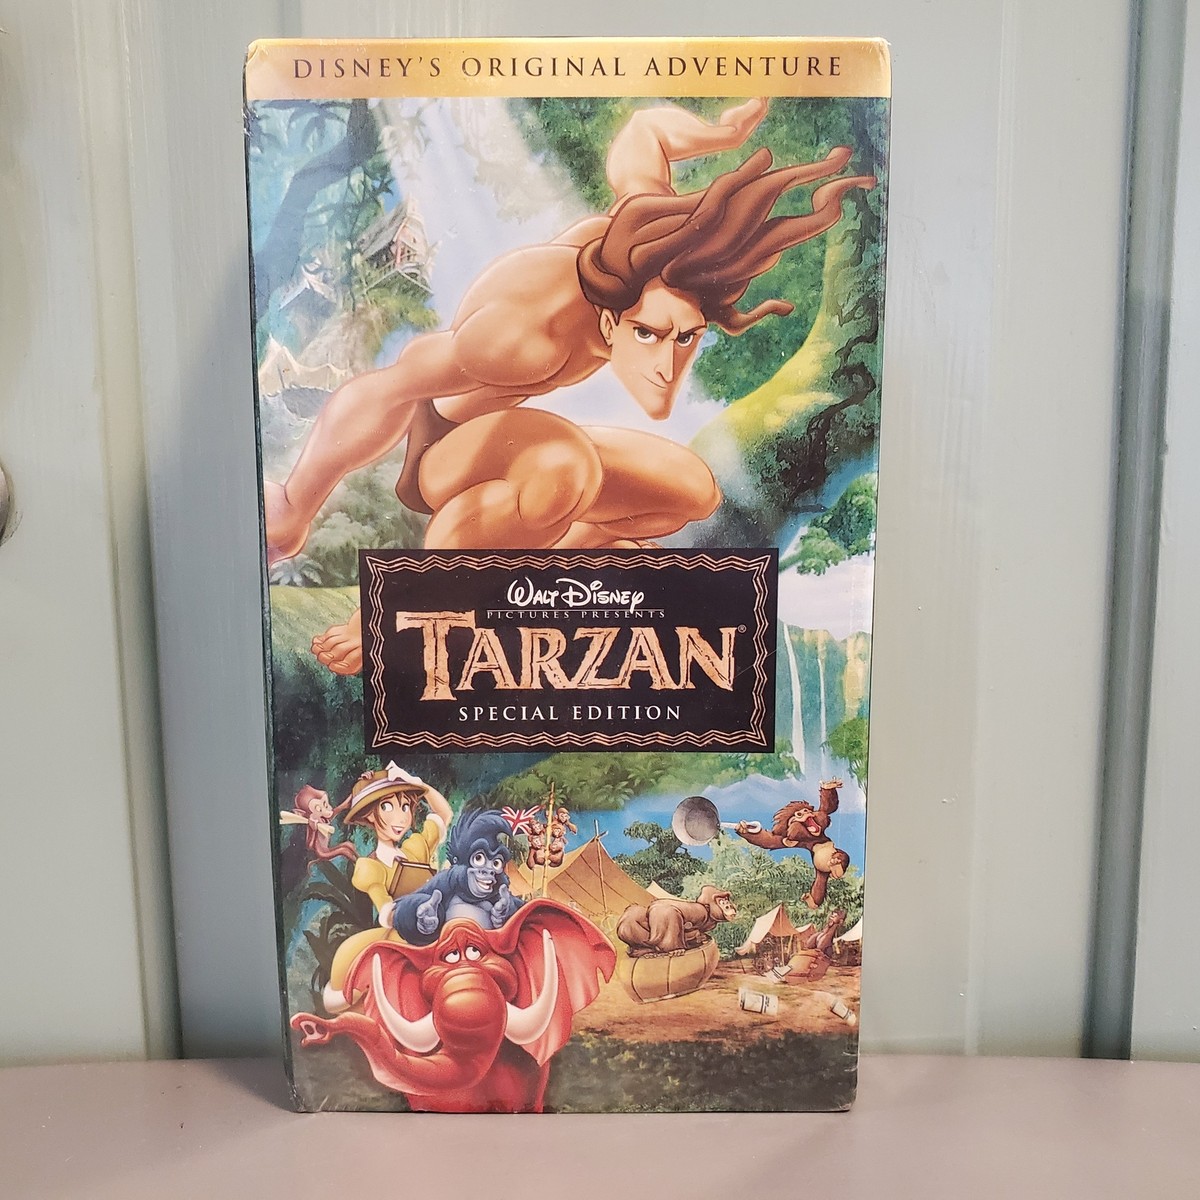 DISNEY'S ORIGINAL ADVENTURE
WALT DISNEY
PICTURES PRESENTS
TARZAN®
SPECIAL EDITION